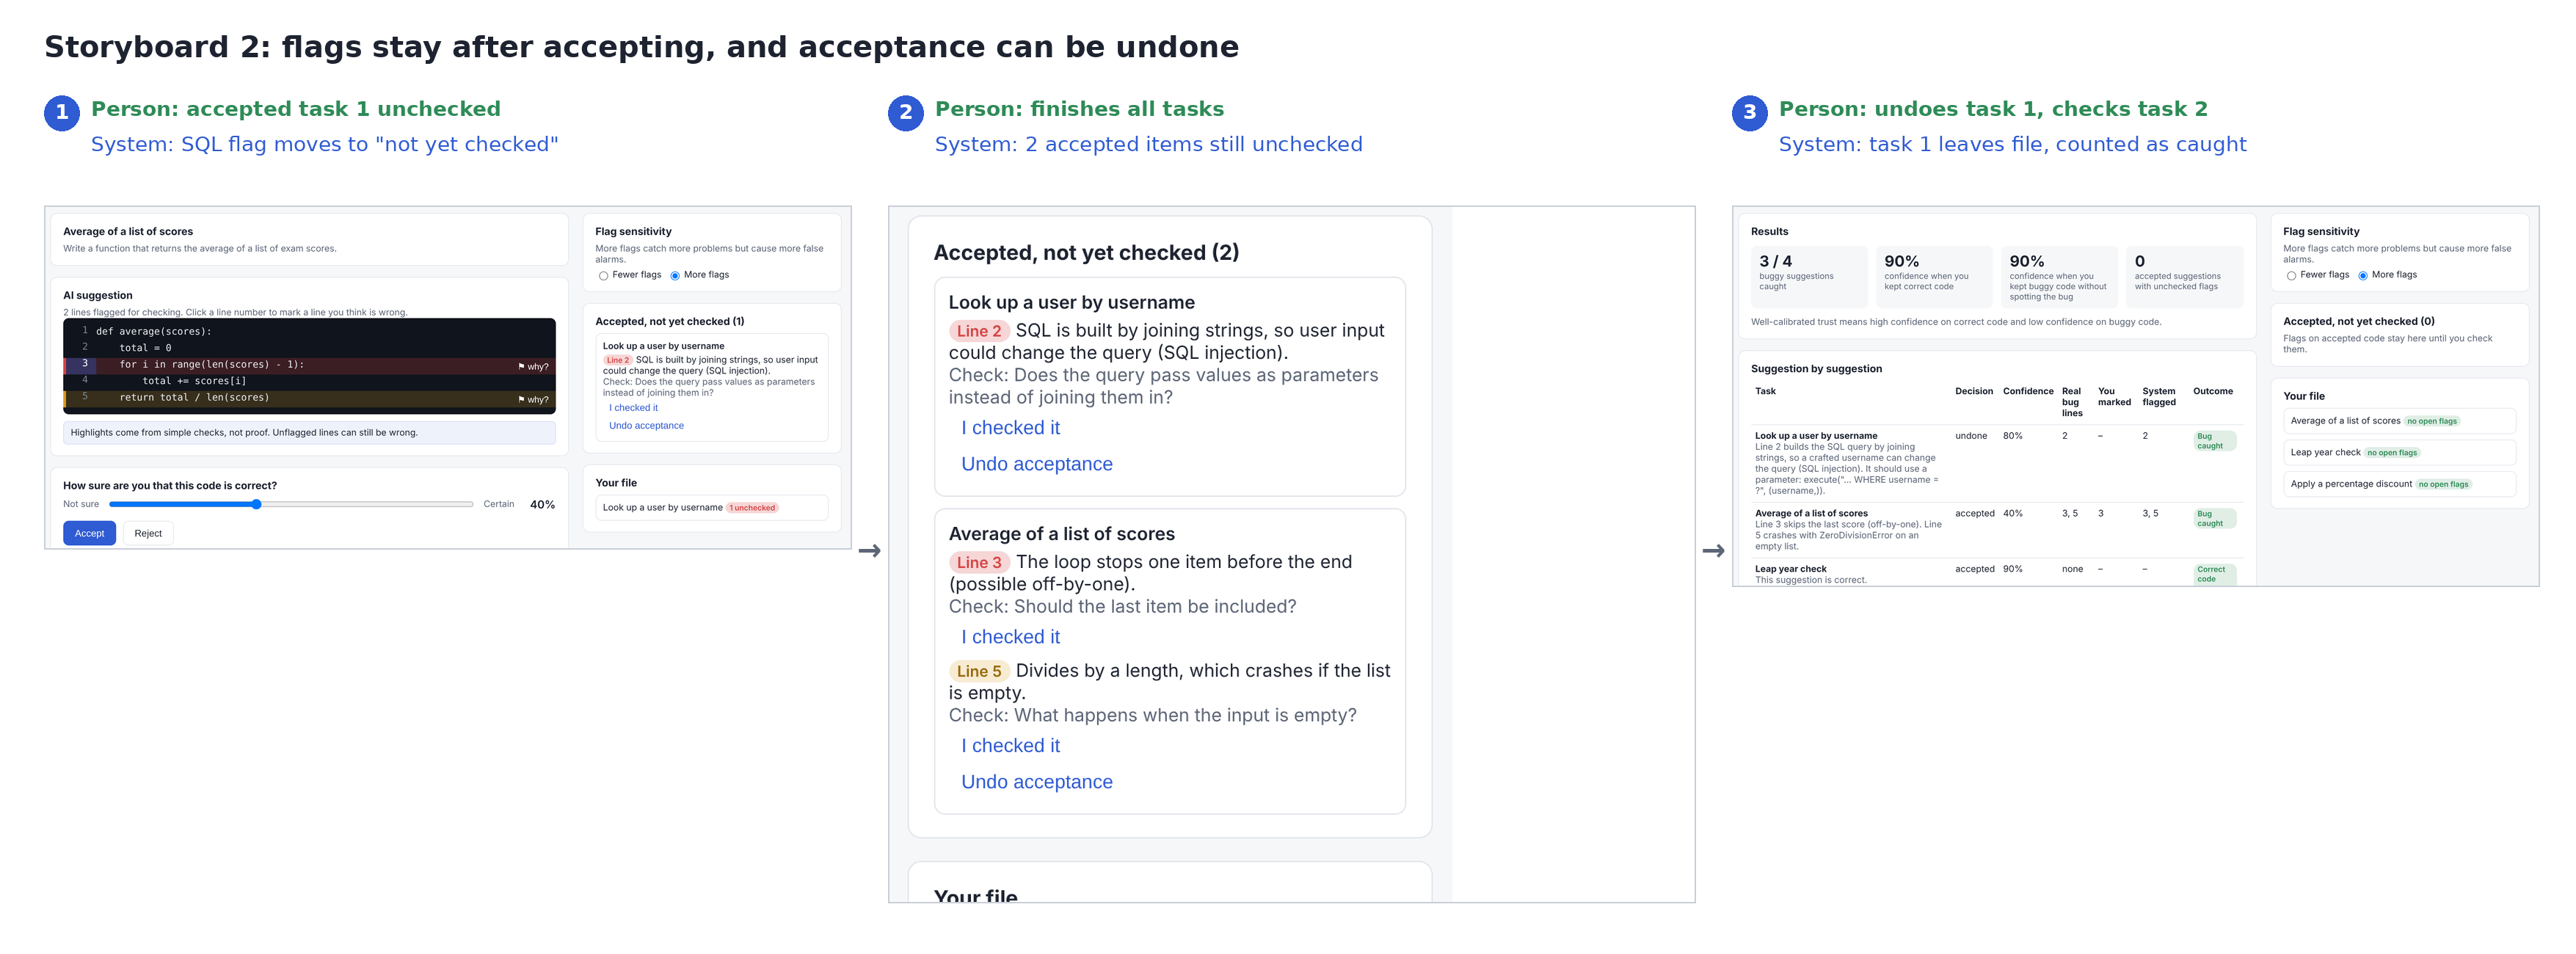 Storyboard 2: flags stay after accepting, and acceptance can be undone
1
Person: accepted task 1 unchecked
System: SQL flag moves to "not yet checked"
Average of a list of scores
Write a function that returns the average of a list of exam scores.
AI suggestion
2 lines flagged for checking. Click a line number to mark a line you think is wrong.
1 def average(scores):
2 total = 0
3 for i in range(len(scores) - 1): ⚑ why?
4 total += scores[i]
5 return total / len(scores) ⚑ why?
Highlights come from simple checks, not proof. Unflagged lines can still be wrong.
How sure are you that this code is correct?
Not sure Certain 40%
Accept Reject
Flag sensitivity
More flags catch more problems but cause more false
alarms.
Fewer flags More flags
Accepted, not yet checked (1)
Look up a user by username
Line 2 SQL is built by joining strings, so user input
could change the query (SQL injection).
Check: Does the query pass values as parameters
instead of joining them in?
I checked it
Undo acceptance
Your file
Look up a user by username 1 unchecked
→
2
Person: finishes all tasks
System: 2 accepted items still unchecked
Accepted, not yet checked (2)
Look up a user by username
Line 2 SQL is built by joining strings, so user input
could change the query (SQL injection).
Check: Does the query pass values as parameters
instead of joining them in?
I checked it
Undo acceptance
Average of a list of scores
Line 3 The loop stops one item before the end
(possible off-by-one).
Check: Should the last item be included?
I checked it
Line 5 Divides by a length, which crashes if the list
is empty.
Check: What happens when the input is empty?
I checked it
Undo acceptance
Your file
→
3
Person: undoes task 1, checks task 2
System: task 1 leaves file, counted as caught
Results
3 / 4
buggy suggestions
caught
90%
confidence when you
kept correct code
90%
confidence when you
kept buggy code without
spotting the bug
0
accepted suggestions
with unchecked flags
Well-calibrated trust means high confidence on correct code and low confidence on buggy code.
Suggestion by suggestion
Task Decision Confidence Real bug lines You marked System flagged Outcome
Look up a user by username undone 80% 2 – 2 Bug caught
Line 2 builds the SQL query by joining
strings, so a crafted username can change
the query (SQL injection). It should use a
parameter: execute("... WHERE username =
?", (username,)).
Average of a list of scores accepted 40% 3, 5 3 3, 5 Bug caught
Line 3 skips the last score (off-by-one). Line
5 crashes with ZeroDivisionError on an
empty list.
Leap year check accepted 90% none – – Correct code
This suggestion is correct.
Flag sensitivity
More flags catch more problems but cause more false
alarms.
Fewer flags More flags
Accepted, not yet checked (0)
Flags on accepted code stay here until you check
them.
Your file
Average of a list of scores no open flags
Leap year check no open flags
Apply a percentage discount no open flags